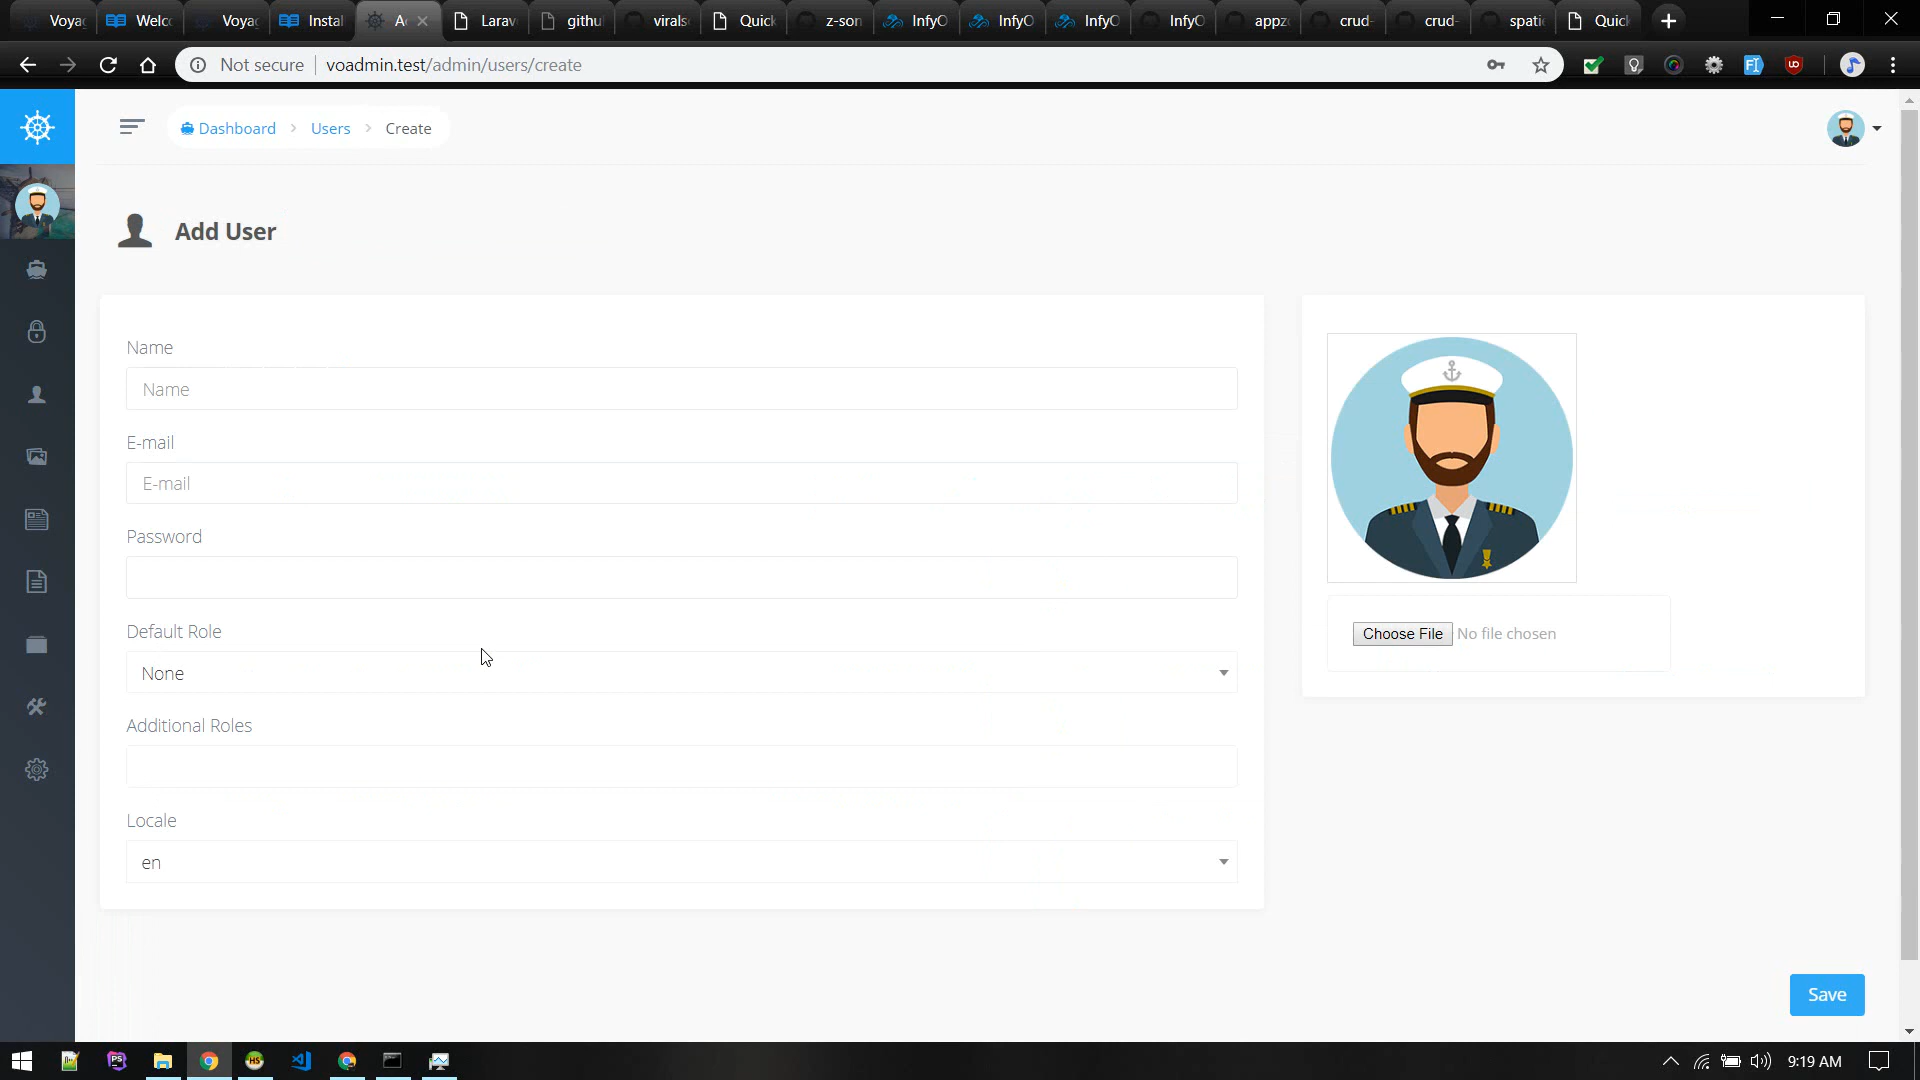 Voya
Welc
Voya
Instal
A
Larav
githu
virals
Quick
z-son
InfyO
InfyO
InfyO
InfyO
appz
crud-
crud-
spati
Quick
Not secure
voadmin.test/admin/users/create
Dashboard > Users > Create
Add User
Name
Name
E-mail
E-mail
Password
Default Role
None
Additional Roles
Locale
en
Choose File No file chosen
Save
9:19 AM